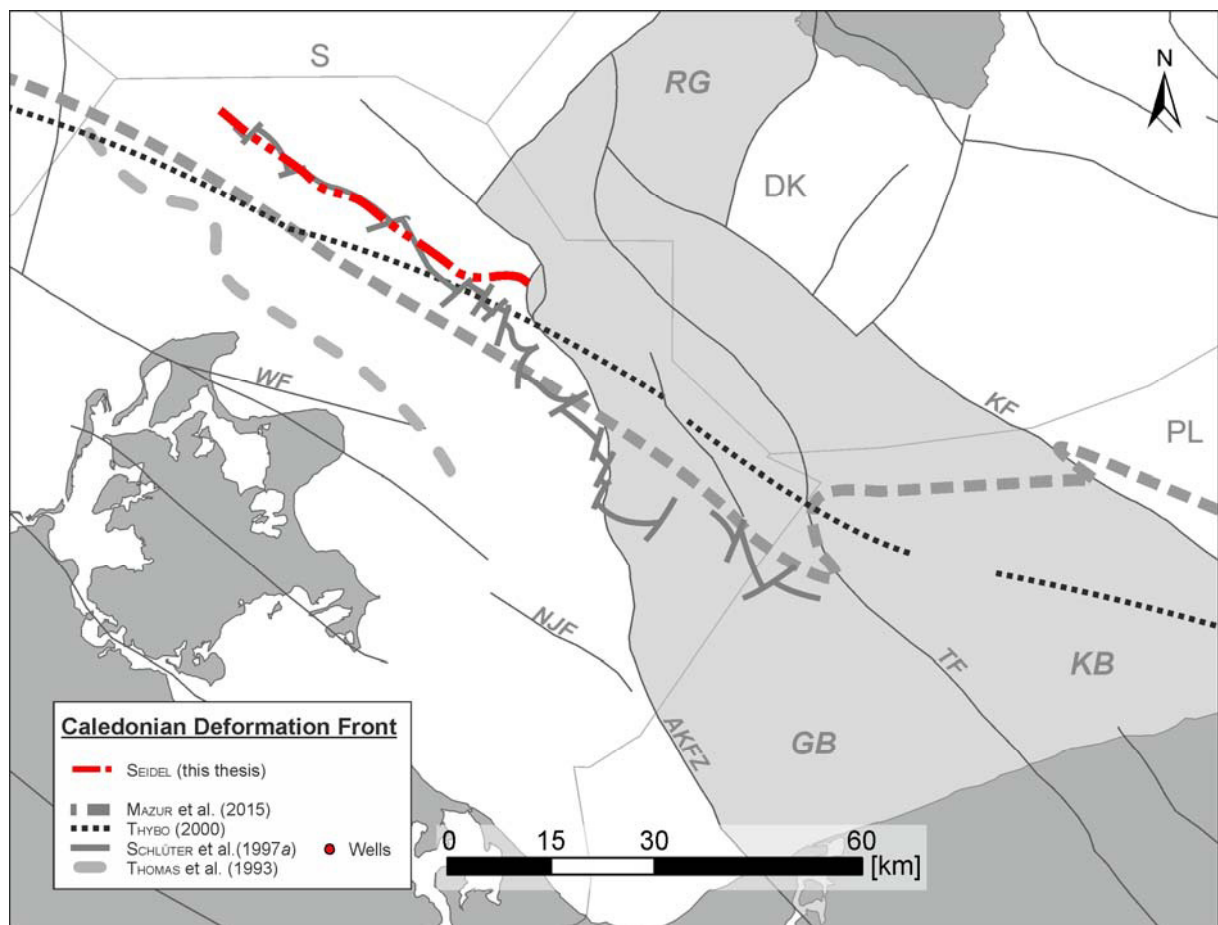 S
RG
N
DK
WF
KF
PL
NJF
TF
KB
AKFZ
GB
Caledonian Deformation Front
SEIDEL (this thesis)
MAZUR et al. (2015)
THYBO (2000)
SCHLÜTER et al.(1997a)
Wells
THOMAS et al. (1993)
0 15 30 60
[km]